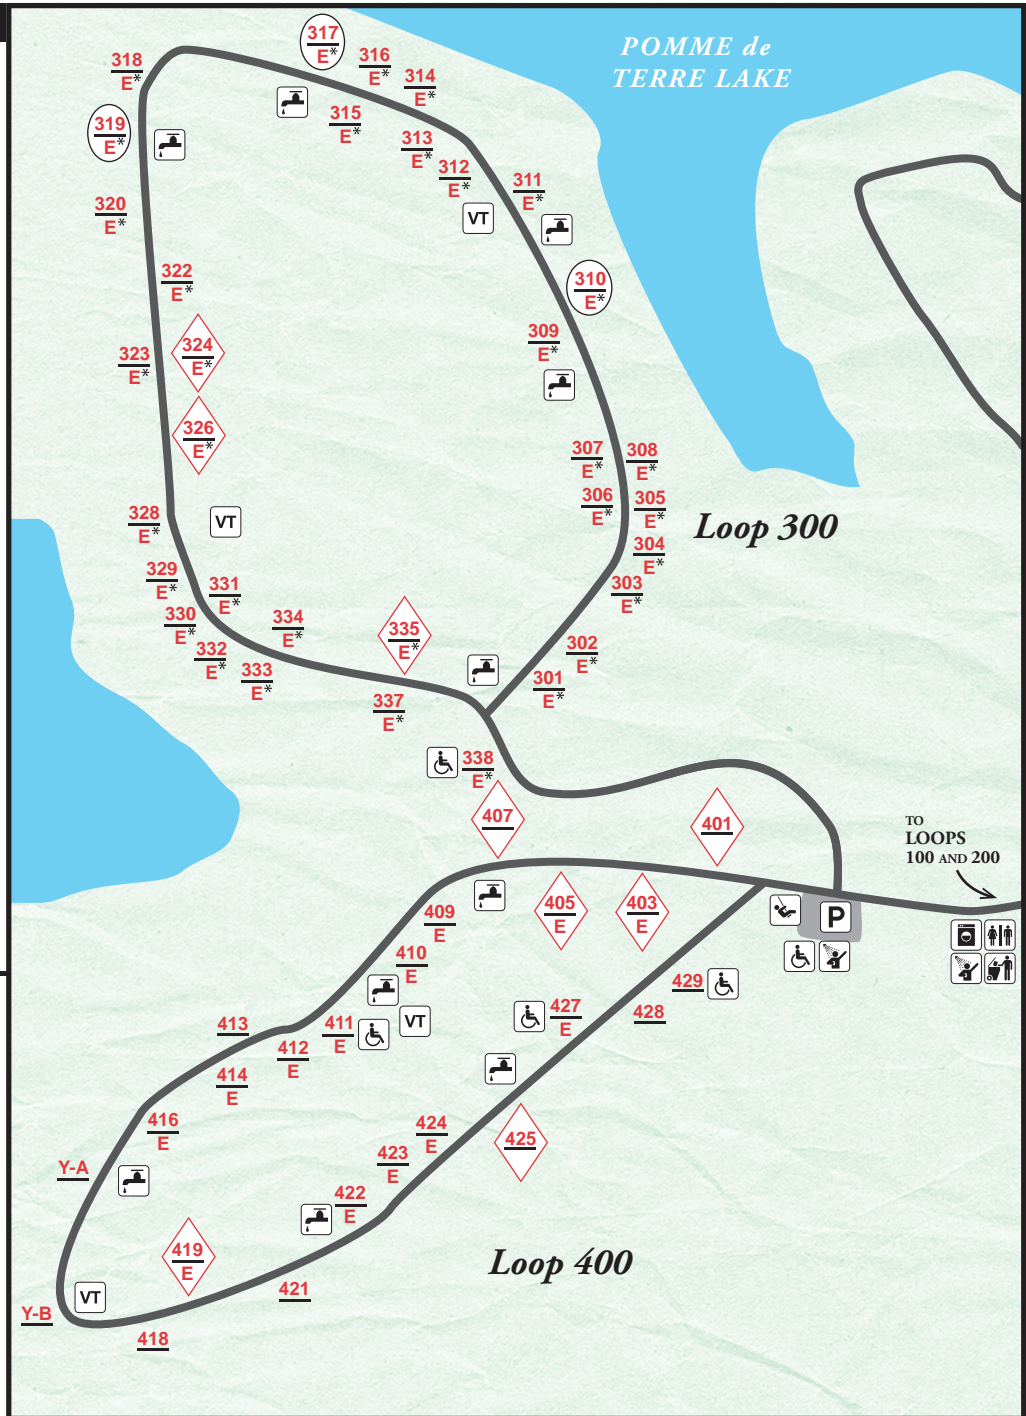 POMME de
TERRE LAKE
317
E*
316
E*
318
E*
314
E*
315
E*
319
E*
313
E*
312
E*
311
E*
VT
320
E*
322
E*
310
E*
309
E*
323
E*
324
E*
326
E*
307
E*
308
E*
306
E*
305
E*
Loop 300
328
E*
VT
304
E*
329
E*
331
E*
303
E*
330
E*
334
E*
335
E*
332
E*
333
E*
302
E*
301
E*
337
E*
338
E*
407
401
TO
LOOPS
100 AND 200
405
E
403
E
P
409
E
410
E
429
427
E
428
413
411
E
VT
412
E
414
E
416
E
424
E
425
423
E
Y-A
422
E
419
E
Loop 400
421
VT
Y-B
418